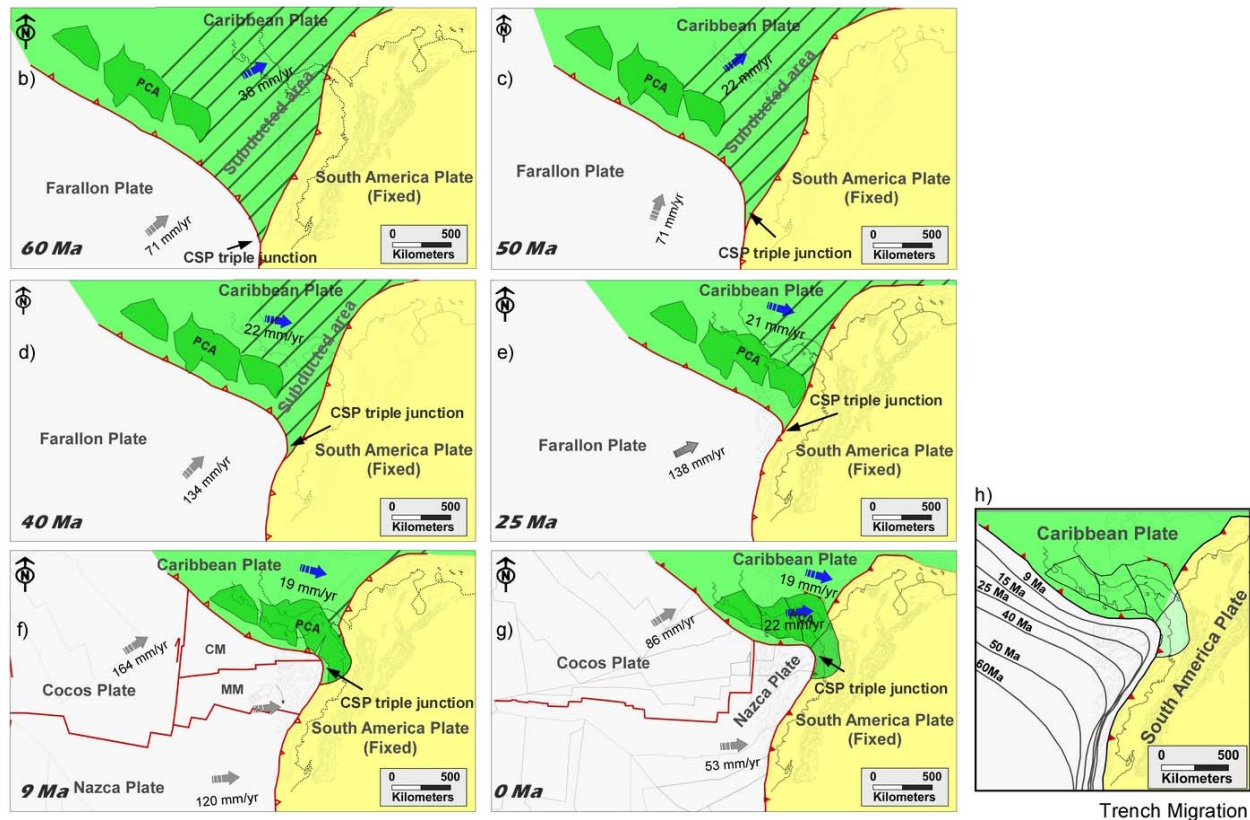 Caribbean Plate
N
b)
PCA
38 mm/yr
Subducted area
Farallon Plate
South America Plate
(Fixed)
71 mm/yr
0 500
Kilometers
60 Ma
CSP triple junction
Caribbean Plate
N
c)
PCA
22 mm/yr
Subducted area
Farallon Plate
South America Plate
(Fixed)
71 mm/yr
0 500
Kilometers
50 Ma
CSP triple junction
Caribbean Plate
N
d)
22 mm/yr
PCA
Subducted area
CSP triple junction
Farallon Plate
South America Plate
(Fixed)
134 mm/yr
0 500
Kilometers
40 Ma
Caribbean Plate
N
e)
21 mm/yr
PCA
CSP triple junction
Farallon Plate
South America Plate
(Fixed)
138 mm/yr
0 500
Kilometers
25 Ma
Caribbean Plate
N
f)
19 mm/yr
PCA
164 mm/yr
CM
Cocos Plate
MM
CSP triple junction
South America Plate
(Fixed)
Nazca Plate
120 mm/yr
0 500
Kilometers
9 Ma
Caribbean Plate
N
g)
19 mm/yr
22 mm/yr
86 mm/yr
Cocos Plate
Nazca Plate
CSP triple junction
South America Plate
(Fixed)
53 mm/yr
0 500
Kilometers
0 Ma
h)
Caribbean Plate
9 Ma
15 Ma
25 Ma
40 Ma
50 Ma
60Ma
South America Plate
0 500
Kilometers
Trench Migration